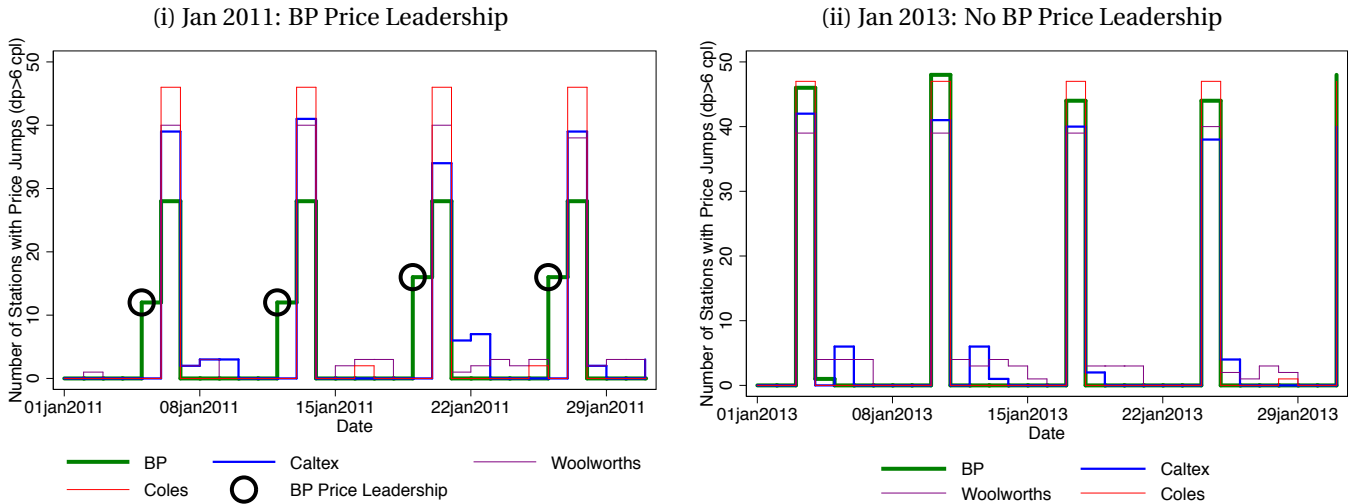 (i) Jan 2011: BP Price Leadership
Number of Stations with Price Jumps (dp>6 cpl)
50
40
30
20
10
0
01jan2011 08jan2011 15jan2011 22jan2011 29jan2011
Date
BP Caltex Woolworths
Coles BP Price Leadership
(ii) Jan 2013: No BP Price Leadership
Number of Stations with Price Jumps (dp>6 cpl)
50
40
30
20
10
0
01jan2013 08jan2013 15jan2013 22jan2013 29jan2013
Date
BP Caltex
Woolworths Coles